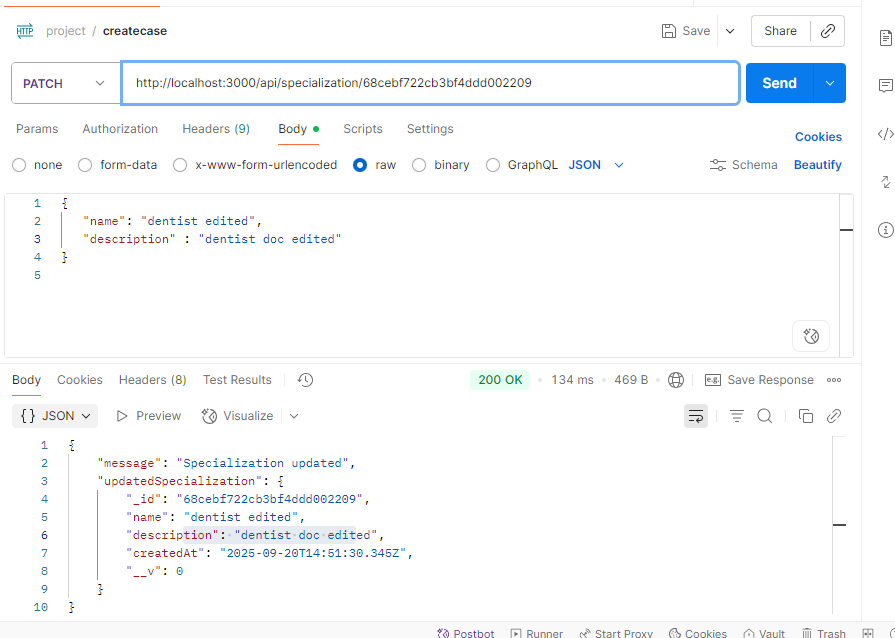 HTTP project / createcase Save Share
PATCH http://localhost:3000/api/specialization/68cebf722cb3bf4ddd002209 Send
Params Authorization Headers (9) Body Scripts Settings Cookies
none form-data x-www-form-urlencoded raw binary GraphQL JSON Schema Beautify
1 {
2 "name": "dentist edited",
3 "description" : "dentist doc edited"
4 }
5
Body Cookies Headers (8) Test Results 200 OK 134 ms 469 B e.g. Save Response
{} JSON Preview Visualize
1 {
2 "message": "Specialization updated",
3 "updatedSpecialization": {
4 "_id": "68cebf722cb3bf4ddd002209",
5 "name": "dentist edited",
6 "description": "dentist doc edited",
7 "createdAt": "2025-09-20T14:51:30.345Z",
8 "__v": 0
9 }
10 }
Postbot Runner Start Proxy Cookies Vault Trash